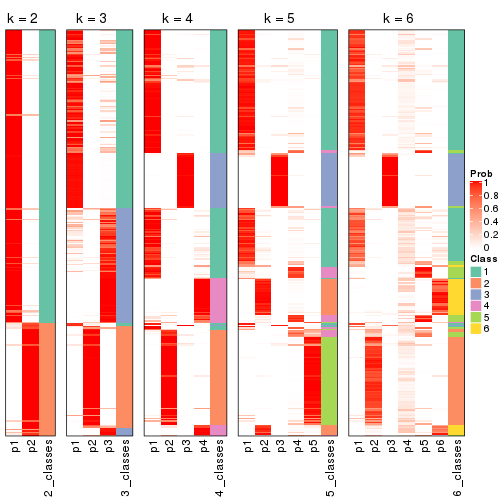 k = 2 k = 3 k = 4 k = 5 k = 6
Prob
1
0.8
0.6
0.4
0.2
0
Class
1
2
3
4
5
6
p1 p2 2_classes
p1 p2 p3 3_classes
p1 p2 p3 p4 4_classes
p1 p2 p3 p4 p5 5_classes
p1 p2 p3 p4 p5 p6 6_classes